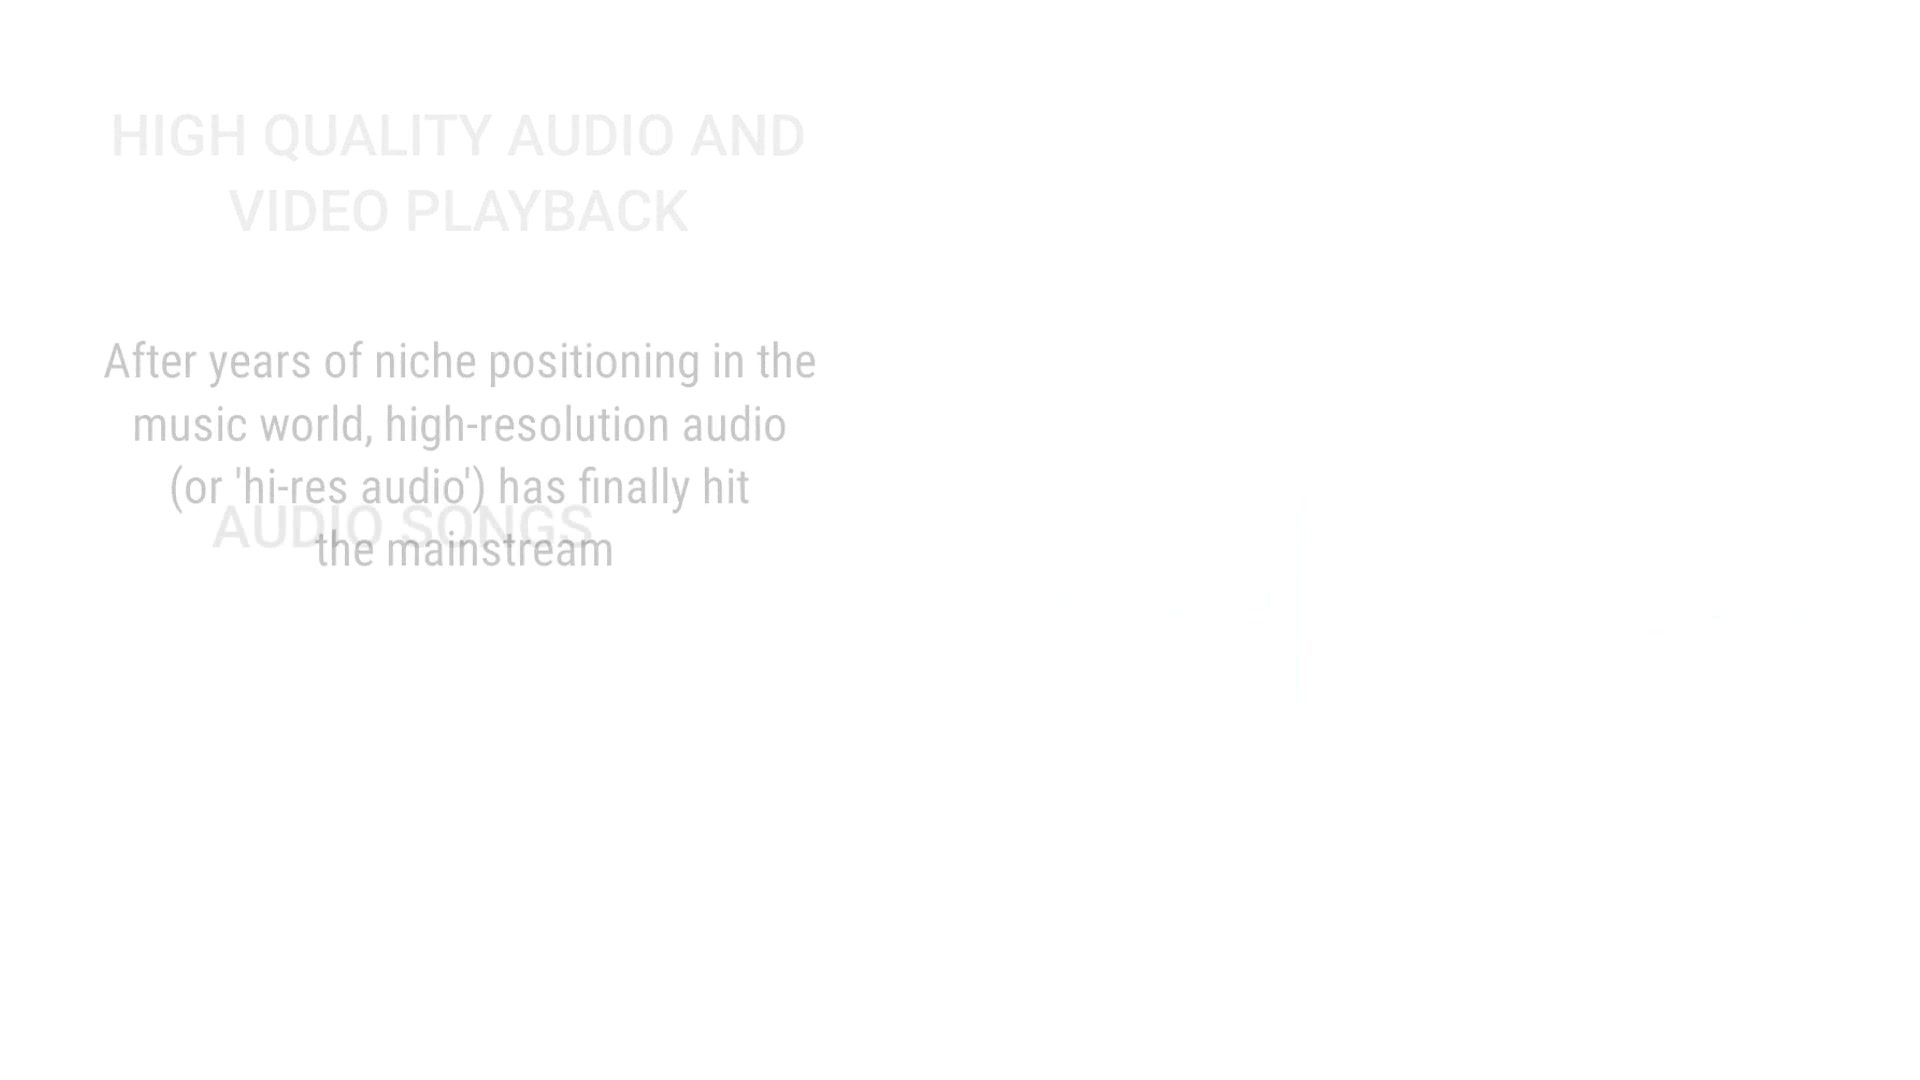 HIGH QUALITY AUDIO AND
VIDEO PLAYBACK
After years of niche positioning in the
music world, high-resolution audio
(or 'hi-res audio') has finally hit
AUDIO SONGS
the mainstream